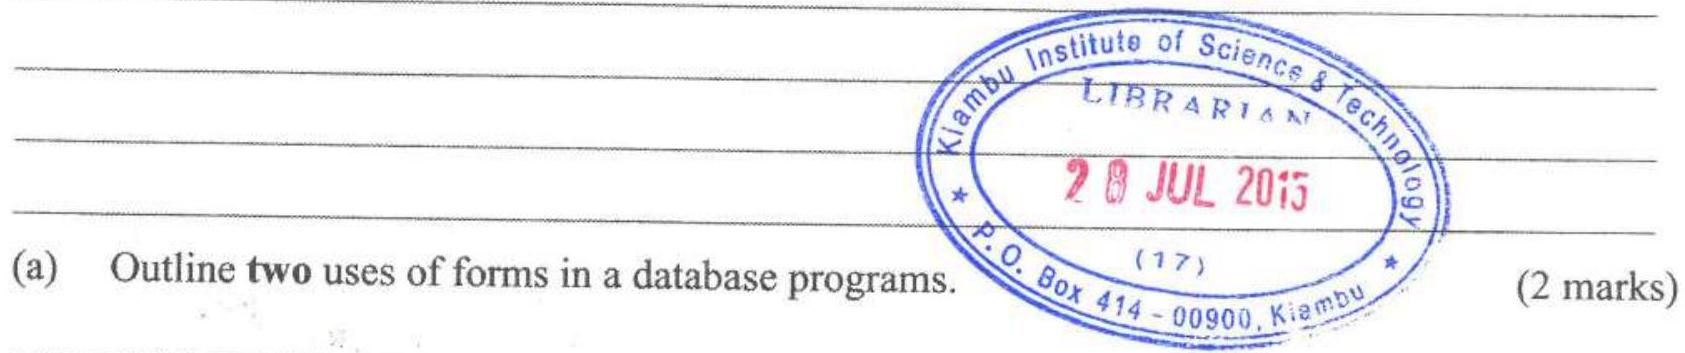 Kiambu Institute of Science & Technology
LIBRARIAN
28 JUL 2015
(17)
★ P.O. Box 414 - 00900, Kiambu ★
(a) Outline two uses of forms in a database programs. (2 marks)